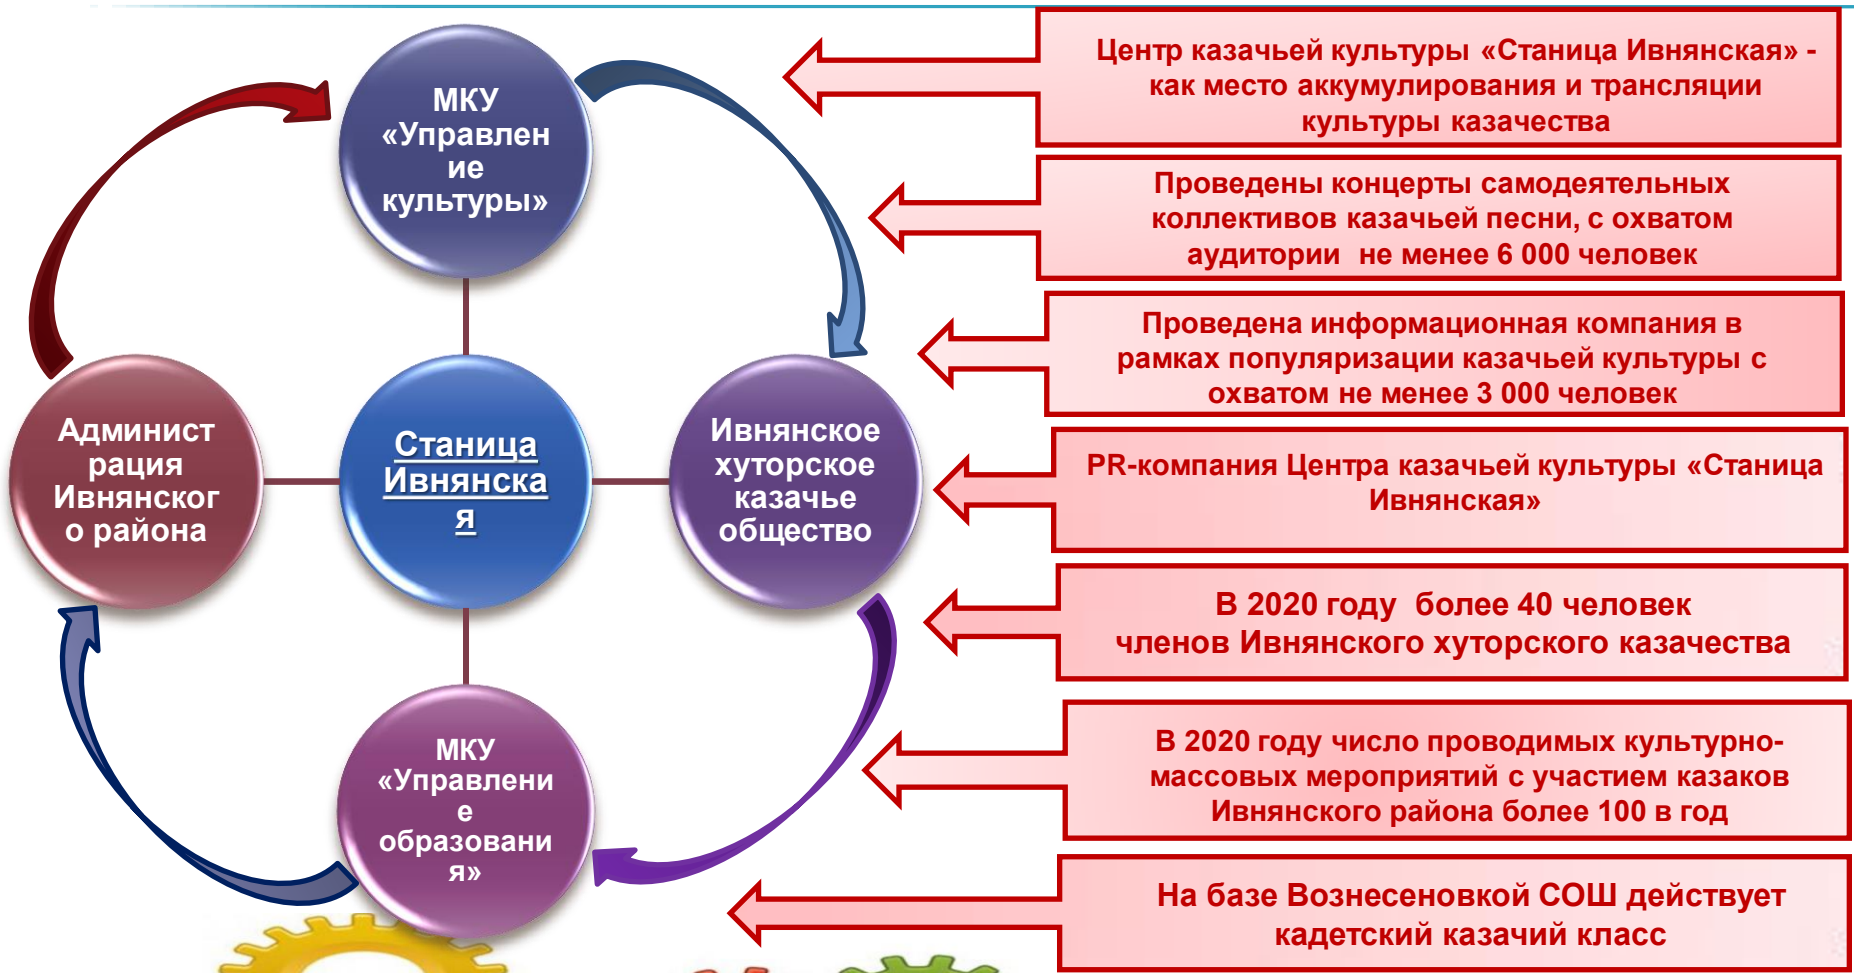 МКУ
«Управлен
ие
культуры»
Админист
рация
Ивнянског
о района
Станица
Ивнянска
я
Ивнянское
хуторское
казачье
общество
МКУ
«Управлени
е
образовани
я»
Центр казачьей культуры «Станица Ивнянская» -
как место аккумулирования и трансляции
культуры казачества
Проведены концерты самодеятельных
коллективов казачьей песни, с охватом
аудитории не менее 6 000 человек
Проведена информационная компания в
рамках популяризации казачьей культуры с
охватом не менее 3 000 человек
PR-компания Центра казачьей культуры «Станица
Ивнянская»
В 2020 году более 40 человек
членов Ивнянского хуторского казачества
В 2020 году число проводимых культурно-
массовых мероприятий с участием казаков
Ивнянского района более 100 в год
На базе Вознесеновкой СОШ действует
кадетский казачий класс